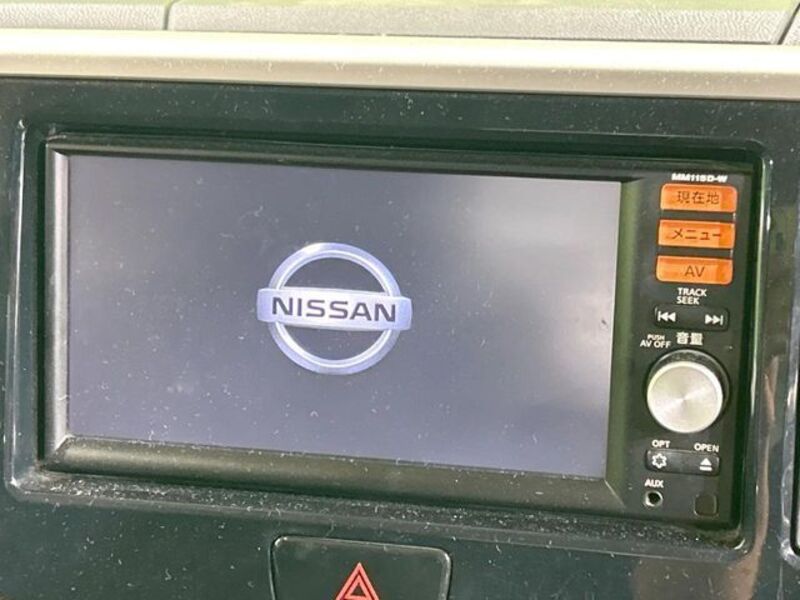 NISSAN
MM115D-W
現在地
メニュー
AV
TRACK
SEEK
PUSH
AV OFF
音量
OPT
OPEN
AUX